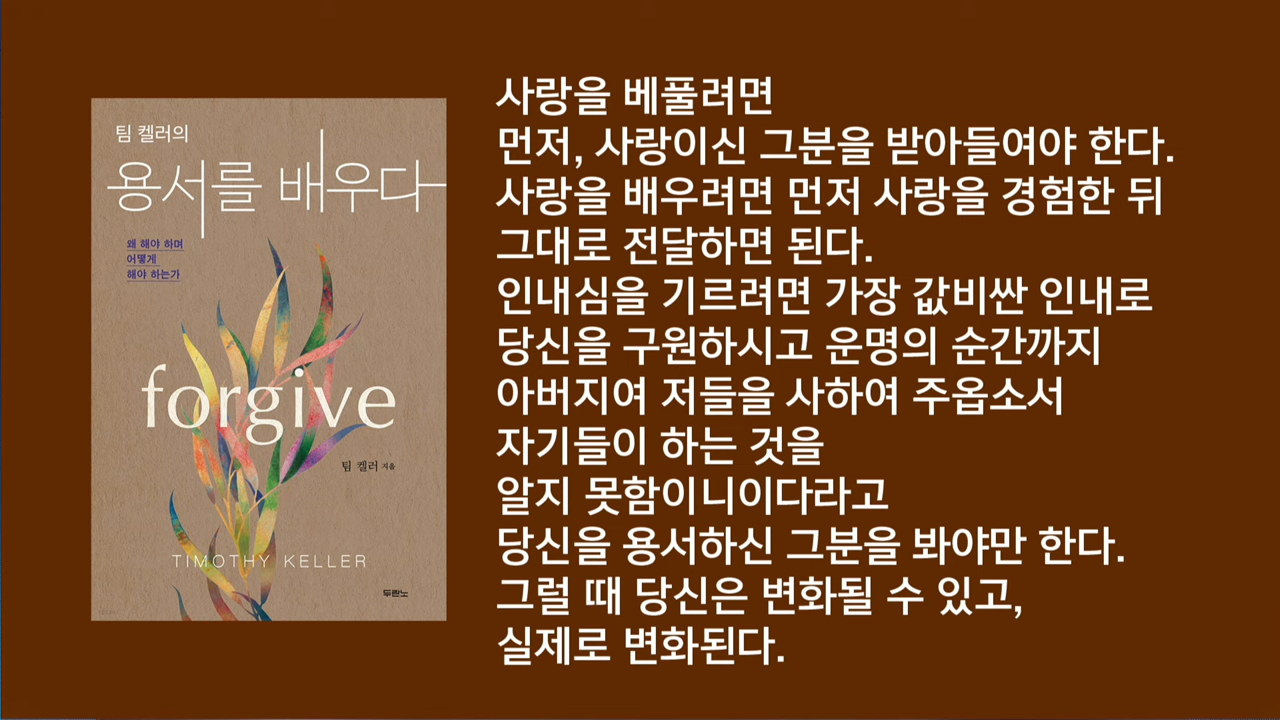 팀 켈러의
용서를 배우다
왜 해야 하며
어떻게
해야 하는가
forgive
팀 켈러 지음
TIMOTHY KELLER
두란노
사랑을 베풀려면
먼저, 사랑이신 그분을 받아들여야 한다.
사랑을 배우려면 먼저 사랑을 경험한 뒤
그대로 전달하면 된다.
인내심을 기르려면 가장 값비싼 인내로
당신을 구원하시고 운명의 순간까지
아버지여 저들을 사하여 주옵소서
자기들이 하는 것을
알지 못함이니이다라고
당신을 용서하신 그분을 봐야만 한다.
그럴 때 당신은 변화될 수 있고,
실제로 변화된다.